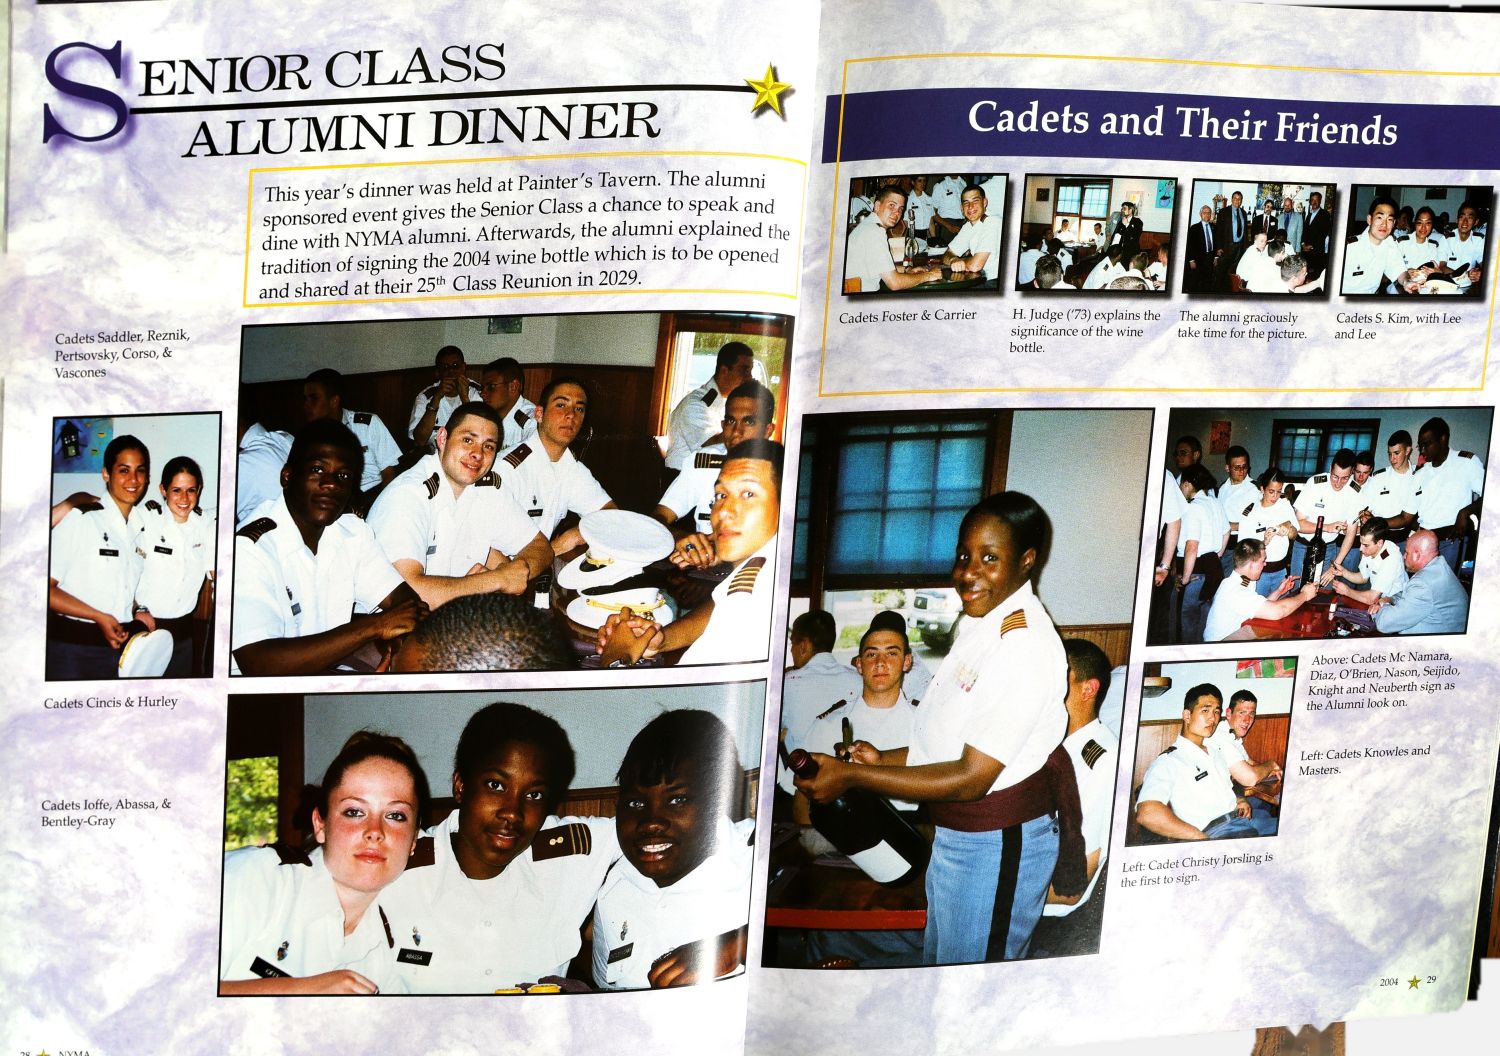 SENIOR CLASS
ALUMNI DINNER
This year's dinner was held at Painter's Tavern. The alumni
sponsored event gives the Senior Class a chance to speak and
dine with NYMA alumni. Afterwards, the alumni explained the
tradition of signing the 2004 wine bottle which is to be opened
and shared at their 25th Class Reunion in 2029.
Cadets Saddler, Reznik,
Pertsovsky, Corso, &
Vascones
Cadets Cincis & Hurley
Cadets Ioffe, Abassa, &
Bentley-Gray
ABASSA
28 NYMA
Cadets and Their Friends
Cadets Foster & Carrier
H. Judge ('73) explains the
significance of the wine
bottle.
The alumni graciously
take time for the picture.
Cadets S. Kim, with Lee
and Lee
Above: Cadets Mc Namara,
Diaz, O'Brien, Nason, Seijido,
Knight and Neuberth sign as
the Alumni look on.
Left: Cadets Knowles and
Masters.
Left: Cadet Christy Jorsling is
the first to sign.
2004 29